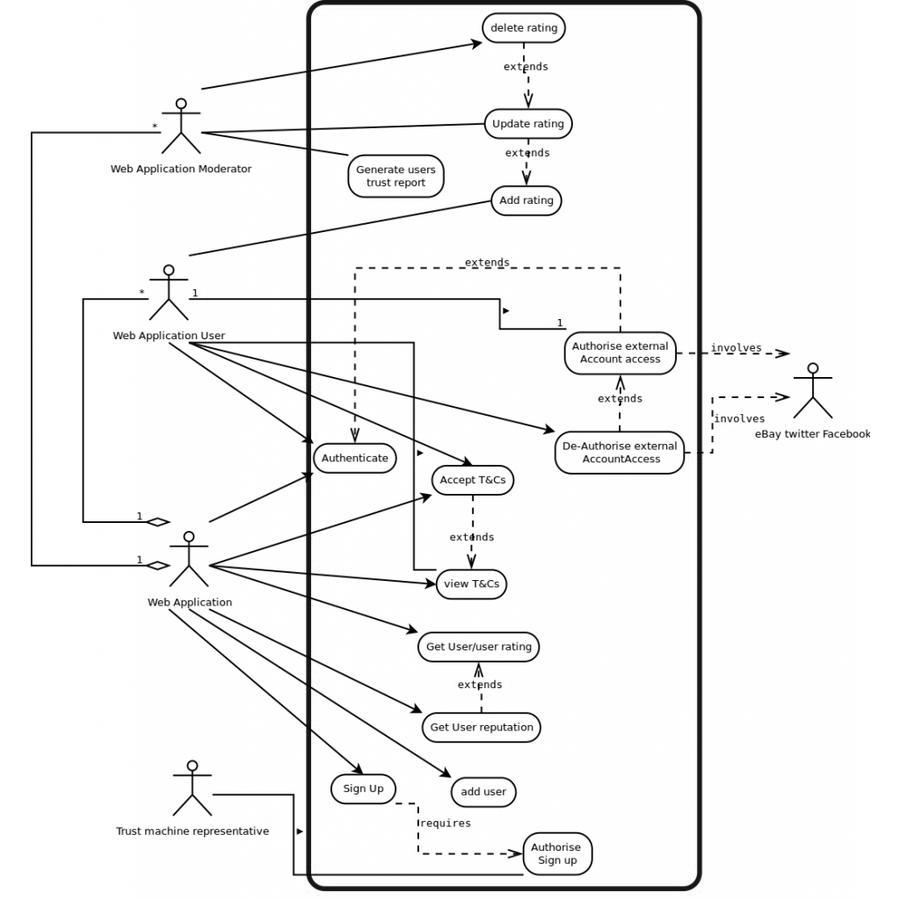 delete rating
extends
Update rating
*
extends
Web Application Moderator
Generate users
trust report
Add rating
extends
*
1
1
Web Application User
Authorise external
Account access
involves
extends
involves
eBay twitter Facebook
De-Authorise external
AccountAccess
Authenticate
Accept T&Cs
1
extends
1
view T&Cs
Web Application
Get User/user rating
extends
Get User reputation
Sign Up
add user
requires
Trust machine representative
Authorise
Sign up